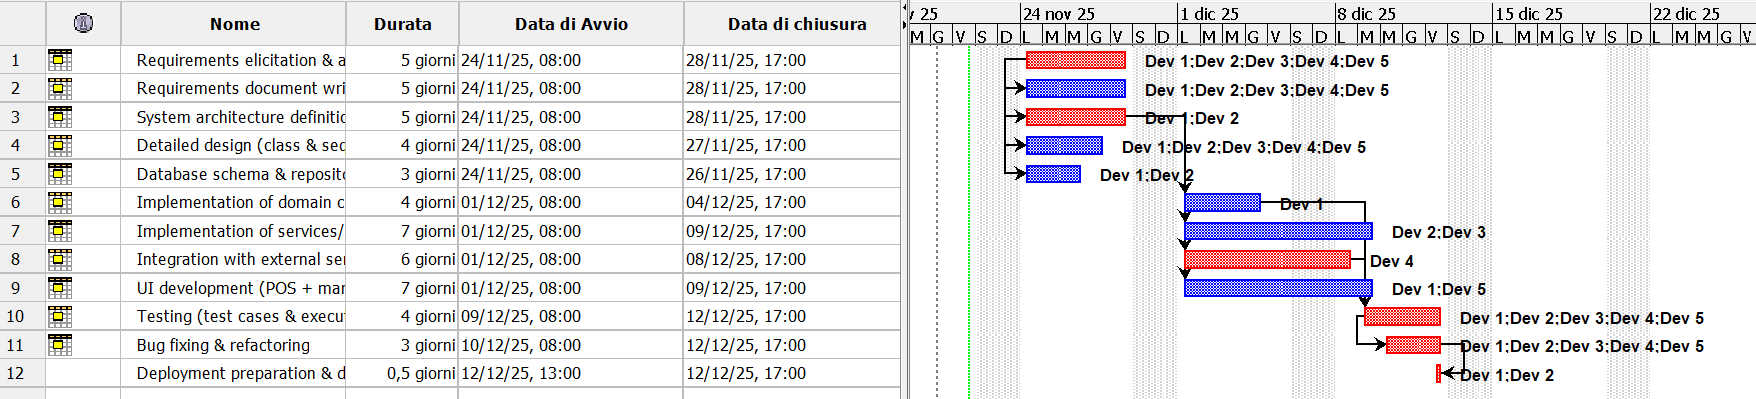 Nome Durata Data di Avvio Data di chiusura
v 25 24 nov 25 1 dic 25 8 dic 25 15 dic 25 22 dic 25
M G V S D L M M G V S D L M M G V S D L M M G V S D L M M G V S D L M M G V
1 Requirements elicitation & a 5 giorni 24/11/25, 08:00 28/11/25, 17:00 Dev 1;Dev 2;Dev 3;Dev 4;Dev 5
2 Requirements document wri 5 giorni 24/11/25, 08:00 28/11/25, 17:00 Dev 1;Dev 2;Dev 3;Dev 4;Dev 5
3 System architecture definitic 5 giorni 24/11/25, 08:00 28/11/25, 17:00 Dev 1;Dev 2
4 Detailed design (class & sec 4 giorni 24/11/25, 08:00 27/11/25, 17:00 Dev 1;Dev 2;Dev 3;Dev 4;Dev 5
5 Database schema & reposito 3 giorni 24/11/25, 08:00 26/11/25, 17:00 Dev 1;Dev 2
6 Implementation of domain c 4 giorni 01/12/25, 08:00 04/12/25, 17:00 Dev 1
7 Implementation of services/ 7 giorni 01/12/25, 08:00 09/12/25, 17:00 Dev 2;Dev 3
8 Integration with external ser 6 giorni 01/12/25, 08:00 08/12/25, 17:00 Dev 4
9 UI development (POS + mar 7 giorni 01/12/25, 08:00 09/12/25, 17:00 Dev 1;Dev 5
10 Testing (test cases & execut 4 giorni 09/12/25, 08:00 12/12/25, 17:00 Dev 1;Dev 2;Dev 3;Dev 4;Dev 5
11 Bug fixing & refactoring 3 giorni 10/12/25, 08:00 12/12/25, 17:00 Dev 1;Dev 2;Dev 3;Dev 4;Dev 5
12 Deployment preparation & d 0,5 giorni 12/12/25, 13:00 12/12/25, 17:00 Dev 1;Dev 2